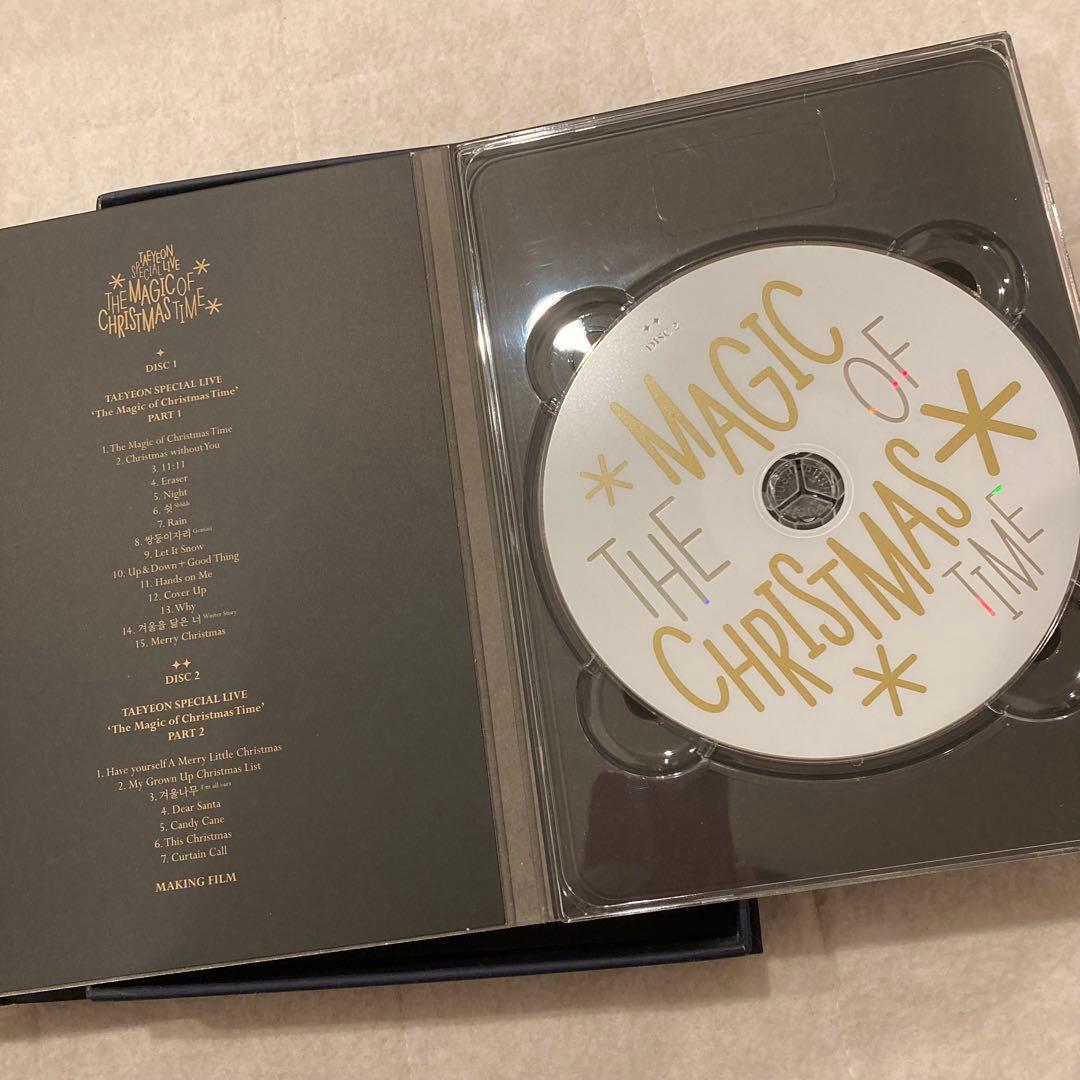 TAEYEON
SPECIAL LIVE
THE MAGIC OF
CHRISTMAS TIME
DISC 1
TAEYEON SPECIAL LIVE
‘The Magic of Christmas Time’
PART 1
1. The Magic of Christmas Time
2. Christmas without You
3. 11:11
4. Eraser
5. Night
6. 쉿 Shhhh
7. Rain
8. 쌍둥이자리 Gemini
9. Let It Snow
10. Up & Down + Good Thing
11. Hands on Me
12. Cover Up
13. Why
14. 겨울을 닮은 너 Winter Story
15. Merry Christmas
DISC 2
TAEYEON SPECIAL LIVE
‘The Magic of Christmas Time’
PART 2
1. Have yourself A Merry Little Christmas
2. My Grown Up Christmas List
3. 겨울나무 I'm all ears
4. Dear Santa
5. Candy Cane
6. This Christmas
7. Curtain Call
MAKING FILM
DISC 2
THE
MAGIC
OF
CHRISTMAS
TIME